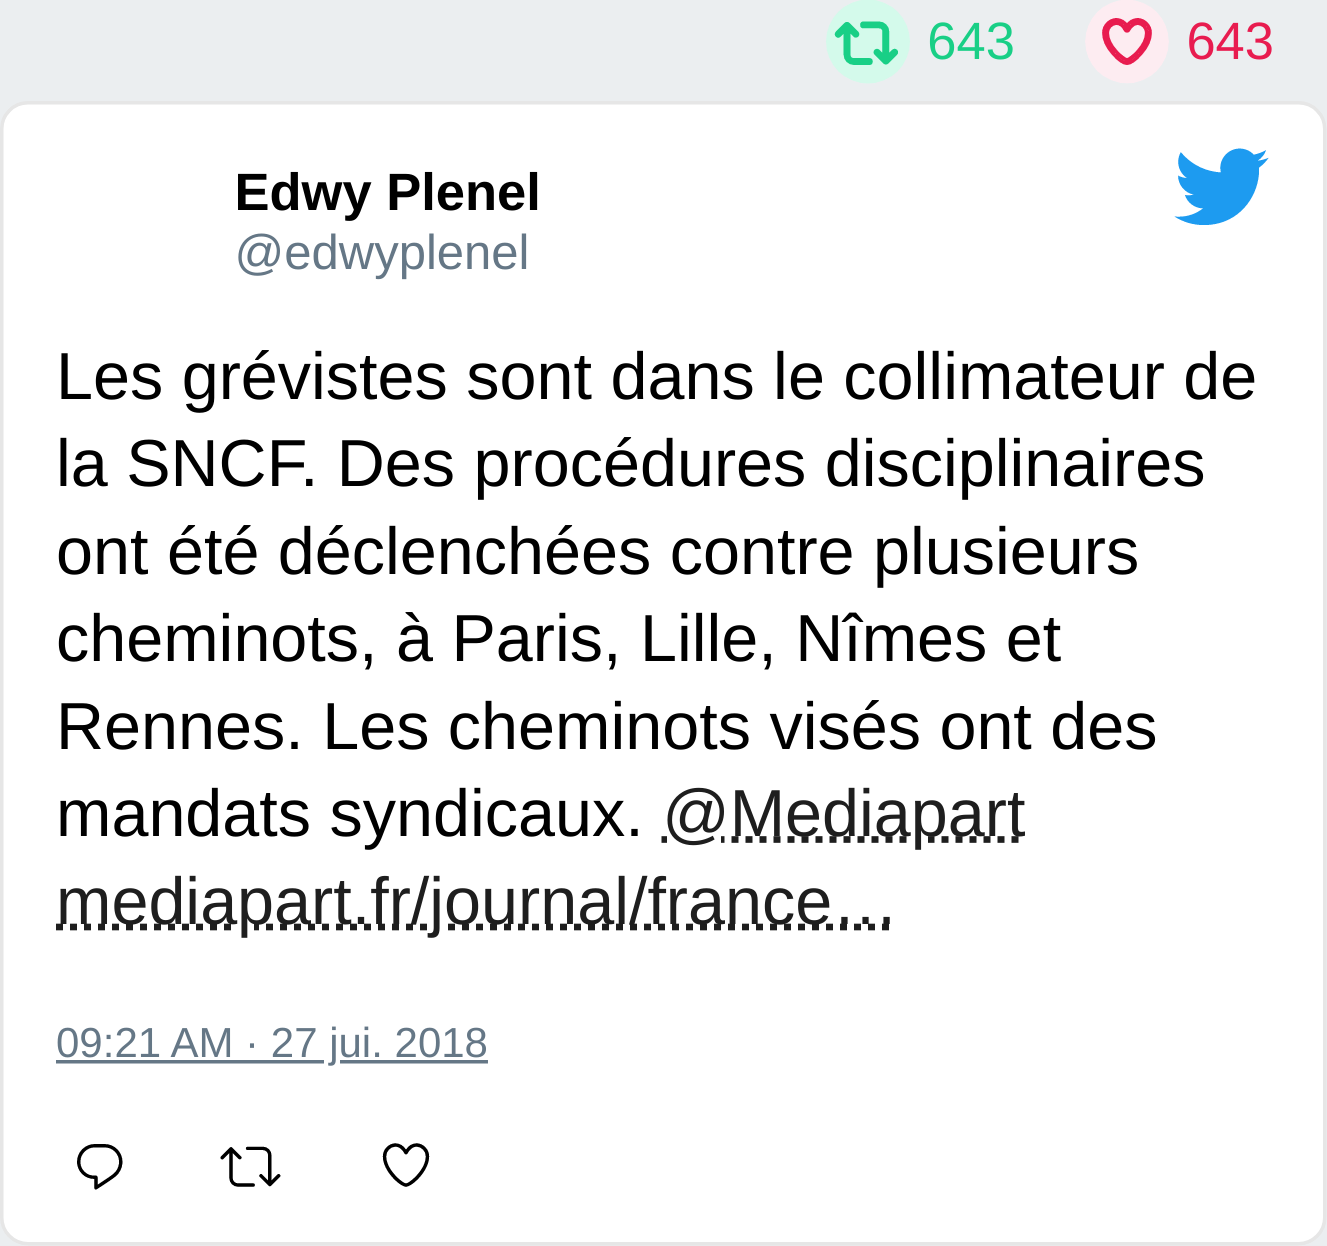 643 643
Edwy Plenel
@edwyplenel
Les grévistes sont dans le collimateur de
la SNCF. Des procédures disciplinaires
ont été déclenchées contre plusieurs
cheminots, à Paris, Lille, Nîmes et
Rennes. Les cheminots visés ont des
mandats syndicaux. @Mediapart
mediapart.fr/journal/france...
09:21 AM · 27 jui. 2018